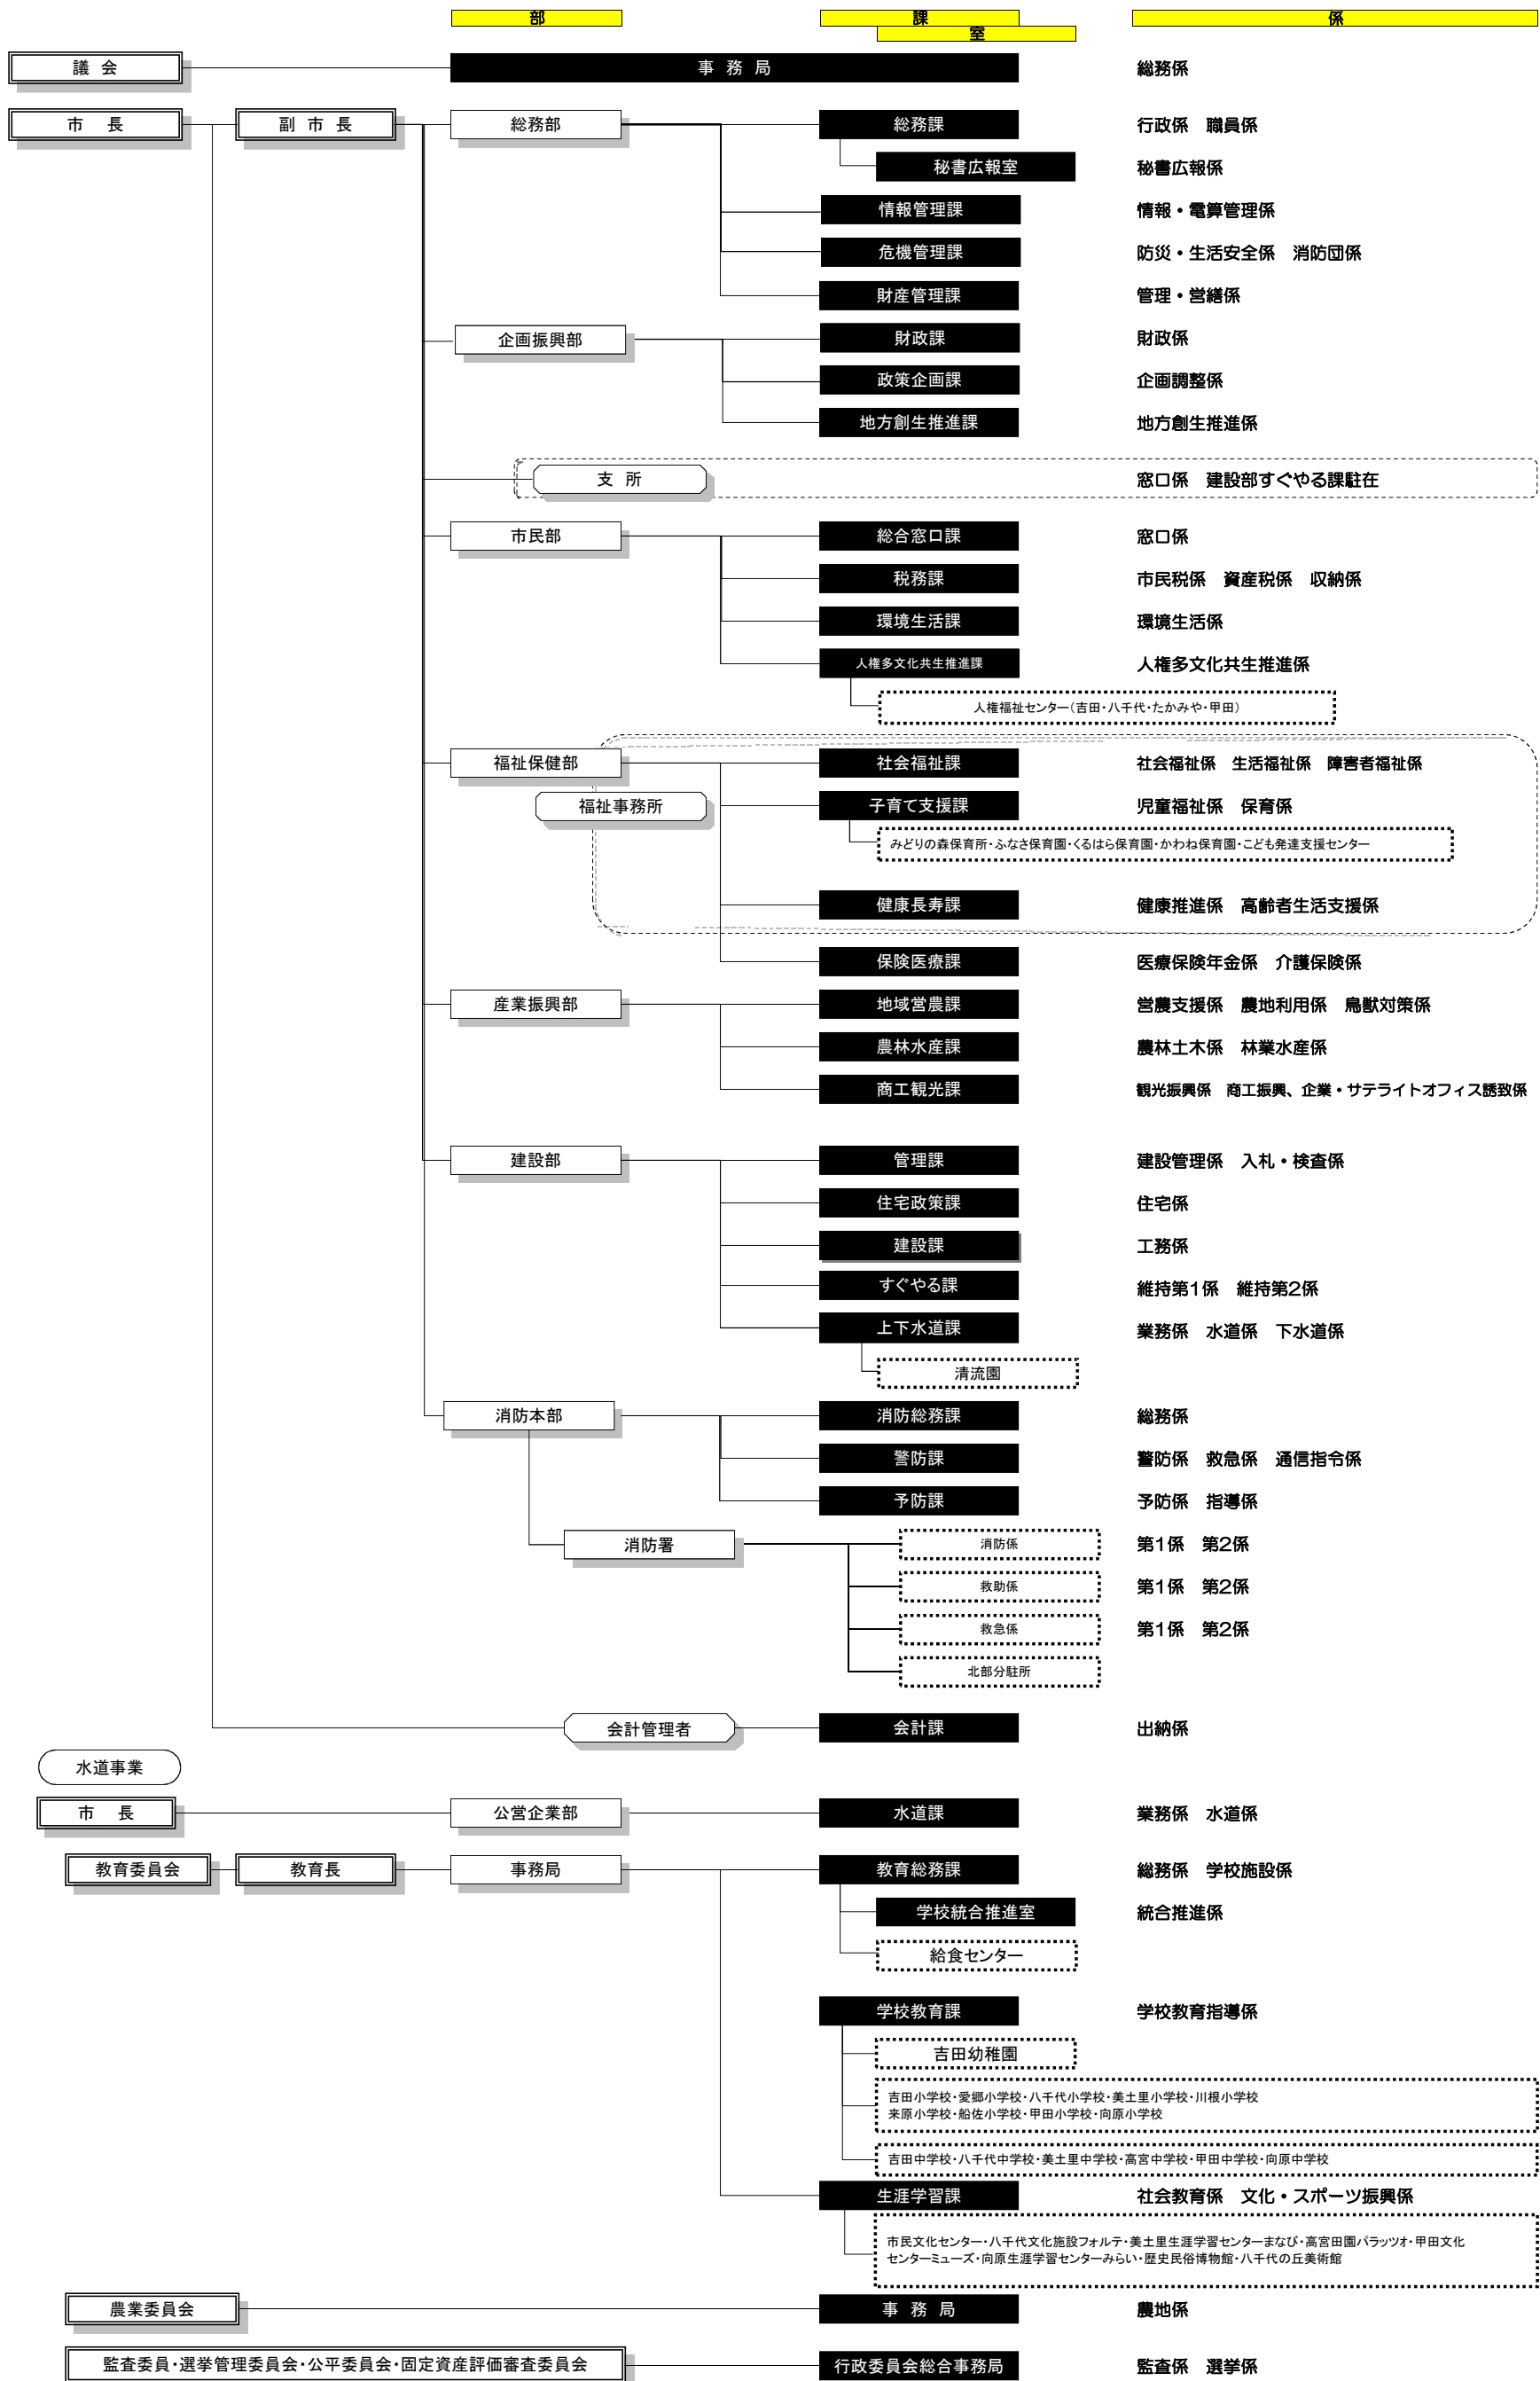 部 課 係
室
議 会 事 務 局 総務係
市 長 副 市 長 総務部 総務課 行政係 職員係
秘書広報室 秘書広報係
情報管理課 情報・電算管理係
危機管理課 防災・生活安全係 消防団係
財産管理課 管理・営繕係
企画振興部 財政課 財政係
政策企画課 企画調整係
地方創生推進課 地方創生推進係
支 所 窓口係 建設部すぐやる課駐在
市民部 総合窓口課 窓口係
税務課 市民税係 資産税係 収納係
環境生活課 環境生活係
人権多文化共生推進課 人権多文化共生推進係
人権福祉センター（吉田・八千代・たかみや・甲田）
福祉保健部 社会福祉課 社会福祉係 生活福祉係 障害者福祉係
福祉事務所 子育て支援課 児童福祉係 保育係
みどりの森保育所・ふなさ保育園・くるはら保育園・かわね保育園・こども発達支援センター
健康長寿課 健康推進係 高齢者生活支援係
保険医療課 医療保険年金係 介護保険係
産業振興部 地域営農課 営農支援係 農地利用係 鳥獣対策係
農林水産課 農林土木係 林業水産係
商工観光課 観光振興係 商工振興、企業・サテライトオフィス誘致係
建設部 管理課 建設管理係 入札・検査係
住宅政策課 住宅係
建設課 工務係
すぐやる課 維持第1係 維持第2係
上下水道課 業務係 水道係 下水道係
清流園
消防本部 消防総務課 総務係
警防課 警防係 救急係 通信指令係
予防課 予防係 指導係
消防署 消防係 第1係 第2係
救助係 第1係 第2係
救急係 第1係 第2係
北部分駐所
会計管理者 会計課 出納係
水道事業
市 長 公営企業部 水道課 業務係 水道係
教育委員会 教育長 事務局 教育総務課 総務係 学校施設係
学校統合推進室 統合推進係
給食センター
学校教育課 学校教育指導係
吉田幼稚園
吉田小学校・愛郷小学校・八千代小学校・美土里小学校・川根小学校
来原小学校・船佐小学校・甲田小学校・向原小学校
吉田中学校・八千代中学校・美土里中学校・高宮中学校・甲田中学校・向原中学校
生涯学習課 社会教育係 文化・スポーツ振興係
市民文化センター・八千代文化施設フォルテ・美土里生涯学習センターまなび・高宮田園パラッツオ・甲田文化
センターミューズ・向原生涯学習センターみらい・歴史民俗博物館・八千代の丘美術館
農業委員会 事 務 局 農地係
監査委員・選挙管理委員会・公平委員会・固定資産評価審査委員会 行政委員会総合事務局 監査係 選挙係